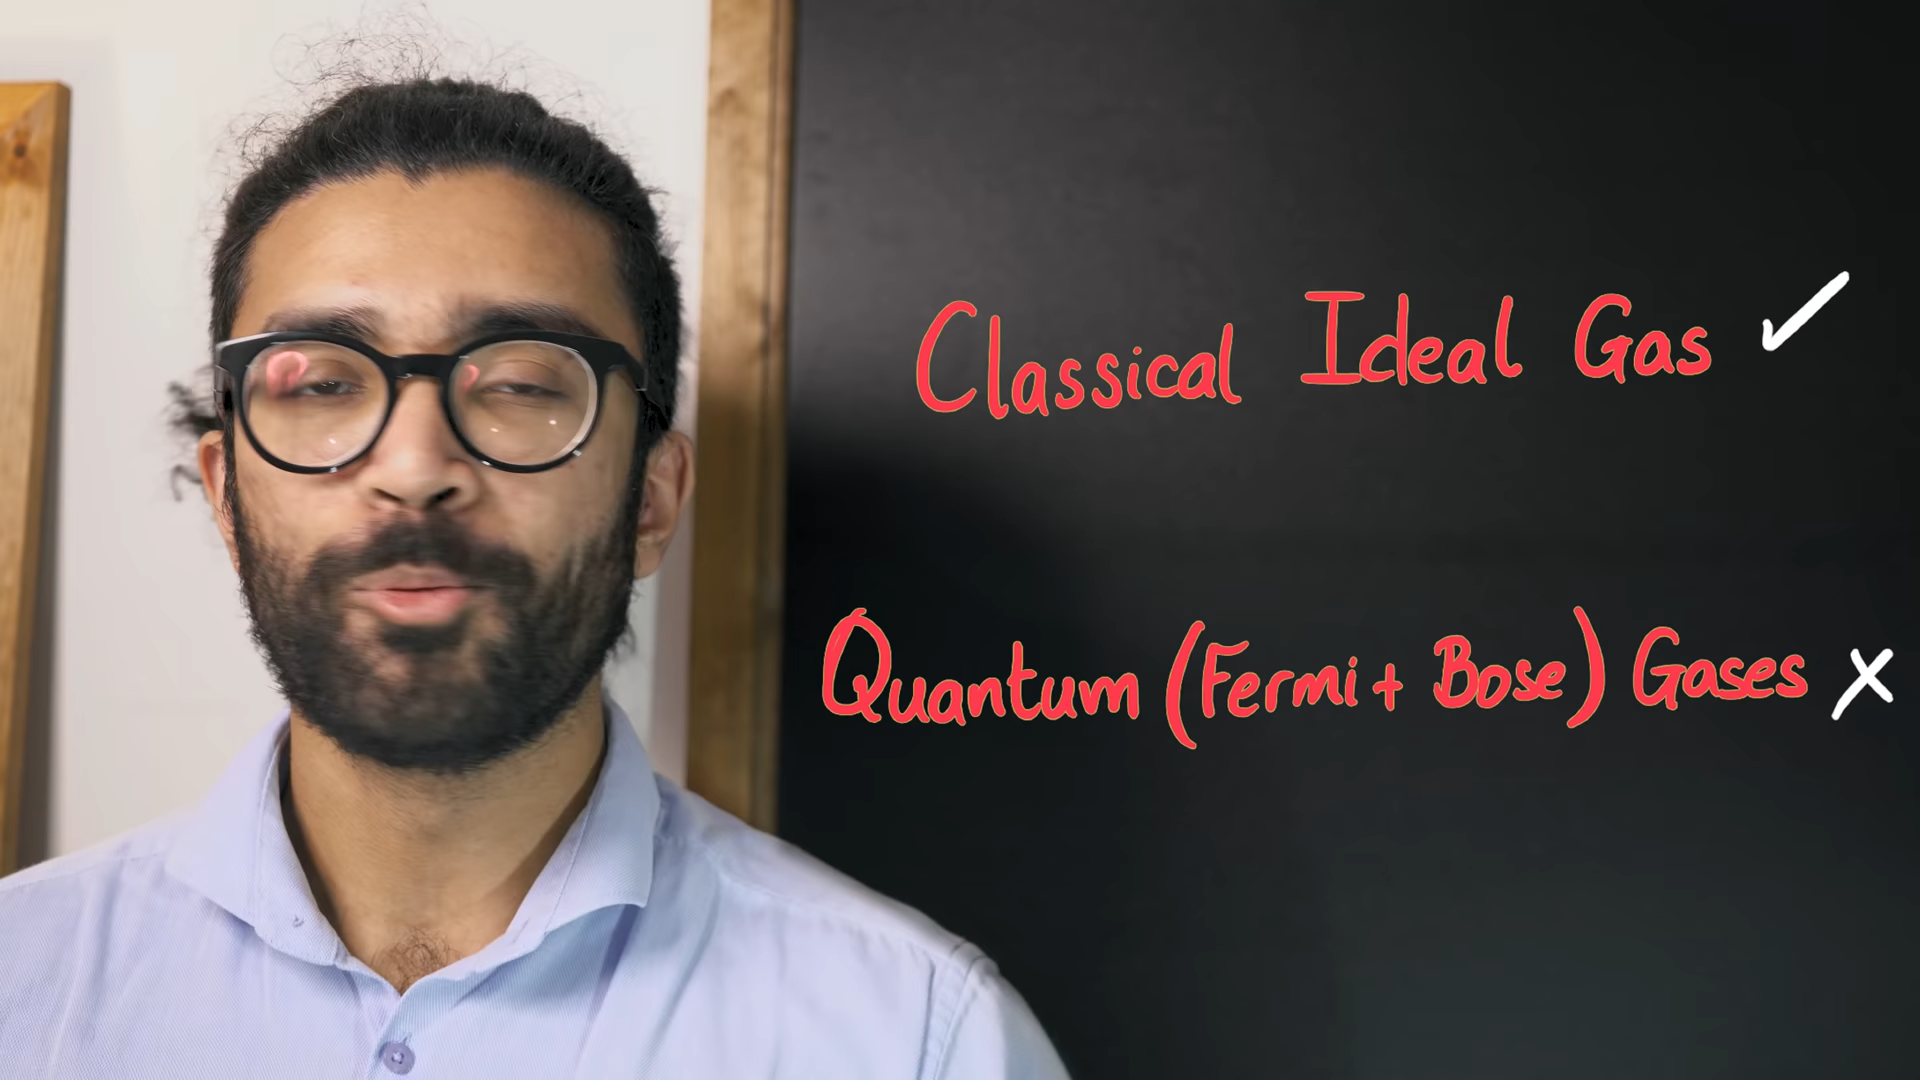 Classical Ideal Gas ✓
Quantum (Fermi + Bose) Gases ✗